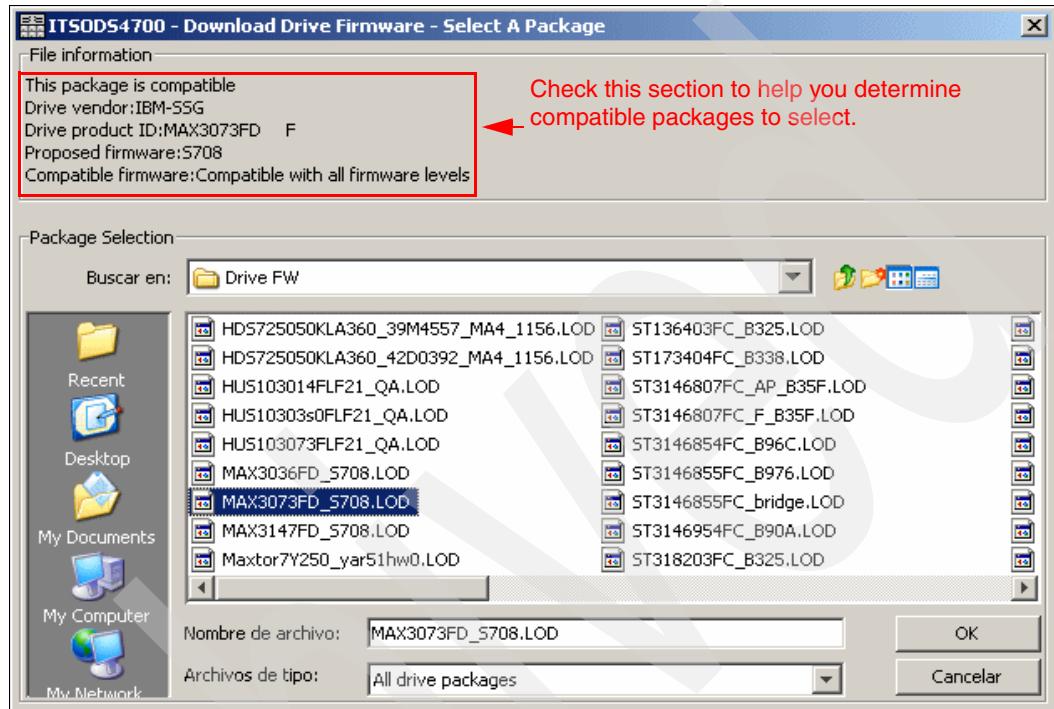 ITSODS4700 - Download Drive Firmware - Select A Package
File information
This package is compatible
Drive vendor:IBM-SSG
Drive product ID:MAX3073FD    F
Proposed firmware:S708
Compatible firmware:Compatible with all firmware levels
Check this section to help you determine
compatible packages to select.
Package Selection
Buscar en:
Drive FW
Recent
Desktop
My Documents
My Computer
My Network
HDS725050KLA360_39M4557_MA4_1156.LOD
HDS725050KLA360_42D0392_MA4_1156.LOD
HUS103014FLF21_QA.LOD
HUS10303s0FLF21_QA.LOD
HUS103073FLF21_QA.LOD
MAX3036FD_S708.LOD
MAX3073FD_S708.LOD
MAX3147FD_S708.LOD
Maxtor7Y250_yar51hw0.LOD
ST136403FC_B325.LOD
ST173404FC_B338.LOD
ST3146807FC_AP_B35F.LOD
ST3146807FC_F_B35F.LOD
ST3146854FC_B96C.LOD
ST3146855FC_B976.LOD
ST3146855FC_bridge.LOD
ST3146954FC_B90A.LOD
ST318203FC_B325.LOD
Nombre de archivo:
MAX3073FD_S708.LOD
OK
Archivos de tipo:
All drive packages
Cancelar